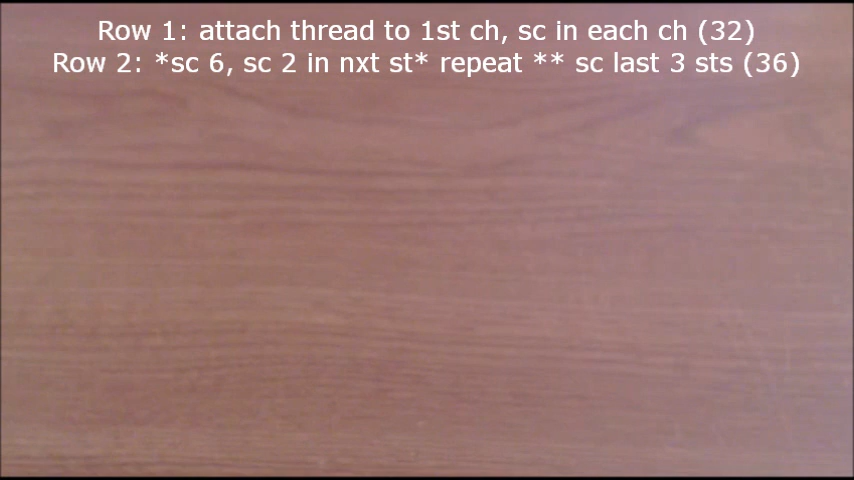 Row 1: attach thread to 1st ch, sc in each ch (32)
Row 2: *sc 6, sc 2 in nxt st* repeat ** sc last 3 sts (36)